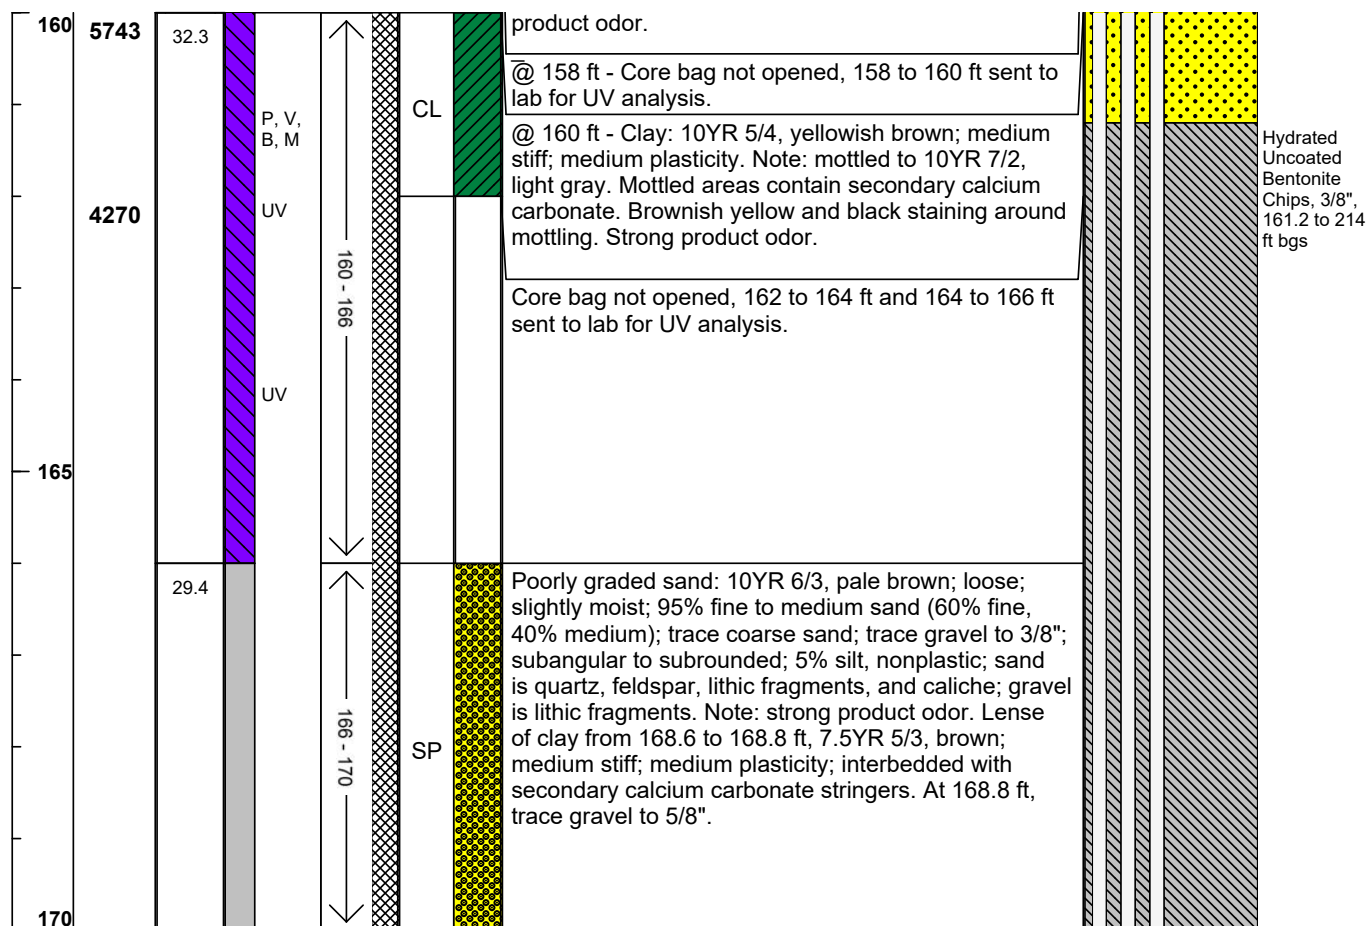 160
5743
32.3
product odor.
@ 158 ft - Core bag not opened, 158 to 160 ft sent to
lab for UV analysis.
P, V,
B, M
CL
@ 160 ft - Clay: 10YR 5/4, yellowish brown; medium
stiff; medium plasticity. Note: mottled to 10YR 7/2,
light gray. Mottled areas contain secondary calcium
carbonate. Brownish yellow and black staining around
mottling. Strong product odor.
Hydrated
Uncoated
Bentonite
Chips, 3/8",
161.2 to 214
ft bgs
4270
UV
160 - 166
Core bag not opened, 162 to 164 ft and 164 to 166 ft
sent to lab for UV analysis.
UV
165
29.4
166 - 170
SP
Poorly graded sand: 10YR 6/3, pale brown; loose;
slightly moist; 95% fine to medium sand (60% fine,
40% medium); trace coarse sand; trace gravel to 3/8";
subangular to subrounded; 5% silt, nonplastic; sand
is quartz, feldspar, lithic fragments, and caliche; gravel
is lithic fragments. Note: strong product odor. Lense
of clay from 168.6 to 168.8 ft, 7.5YR 5/3, brown;
medium stiff; medium plasticity; interbedded with
secondary calcium carbonate stringers. At 168.8 ft,
trace gravel to 5/8".
170